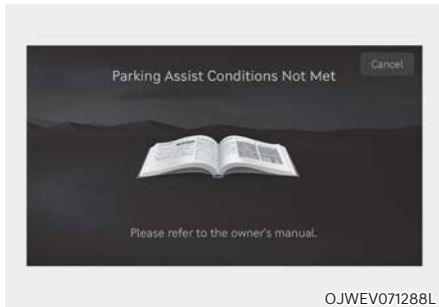 Cancel
Parking Assist Conditions Not Met
Please refer to the owner's manual.
OJWEV071288L